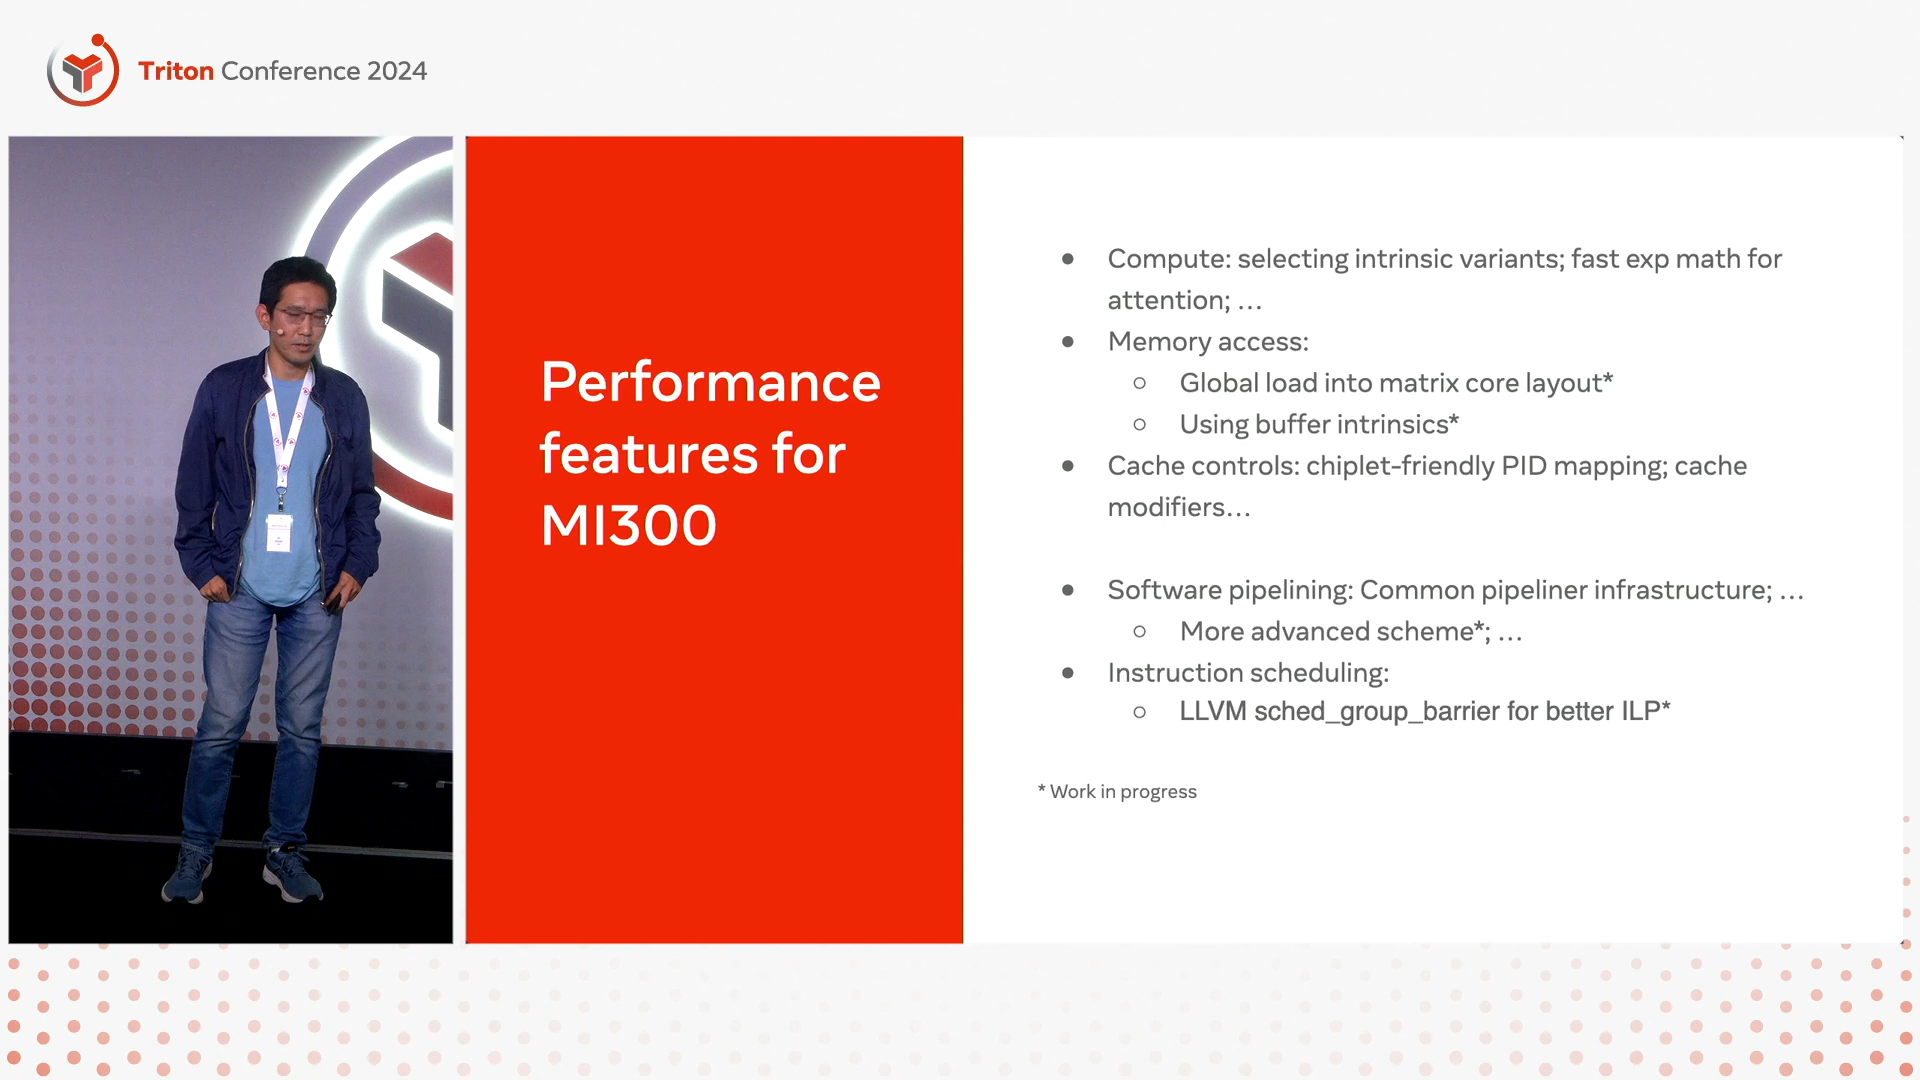 Triton Conference 2024
Performance
features for
MI300
● Compute: selecting intrinsic variants; fast exp math for
attention; …
● Memory access:
○ Global load into matrix core layout*
○ Using buffer intrinsics*
● Cache controls: chiplet-friendly PID mapping; cache
modifiers…
● Software pipelining: Common pipeliner infrastructure; …
○ More advanced scheme*; …
● Instruction scheduling:
○ LLVM sched_group_barrier for better ILP*
* Work in progress